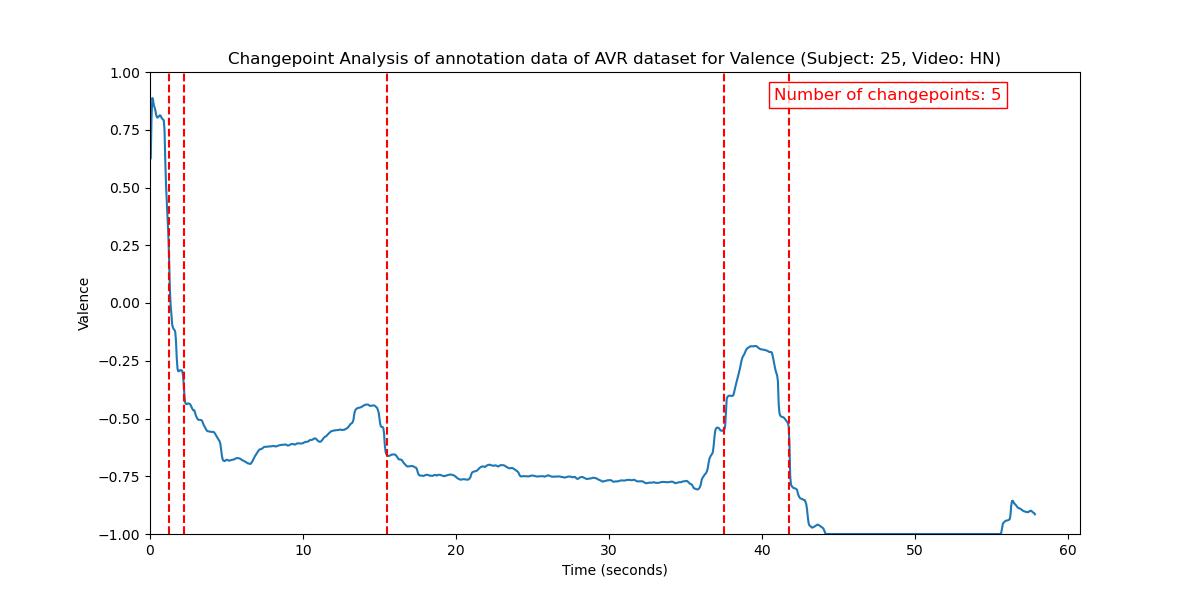 Changepoint Analysis of annotation data of AVR dataset for Valence (Subject: 25, Video: HN)
Number of changepoints: 5
1.00
0.75
0.50
0.25
0.00
−0.25
−0.50
−0.75
−1.00
Valence
0 10 20 30 40 50 60
Time (seconds)